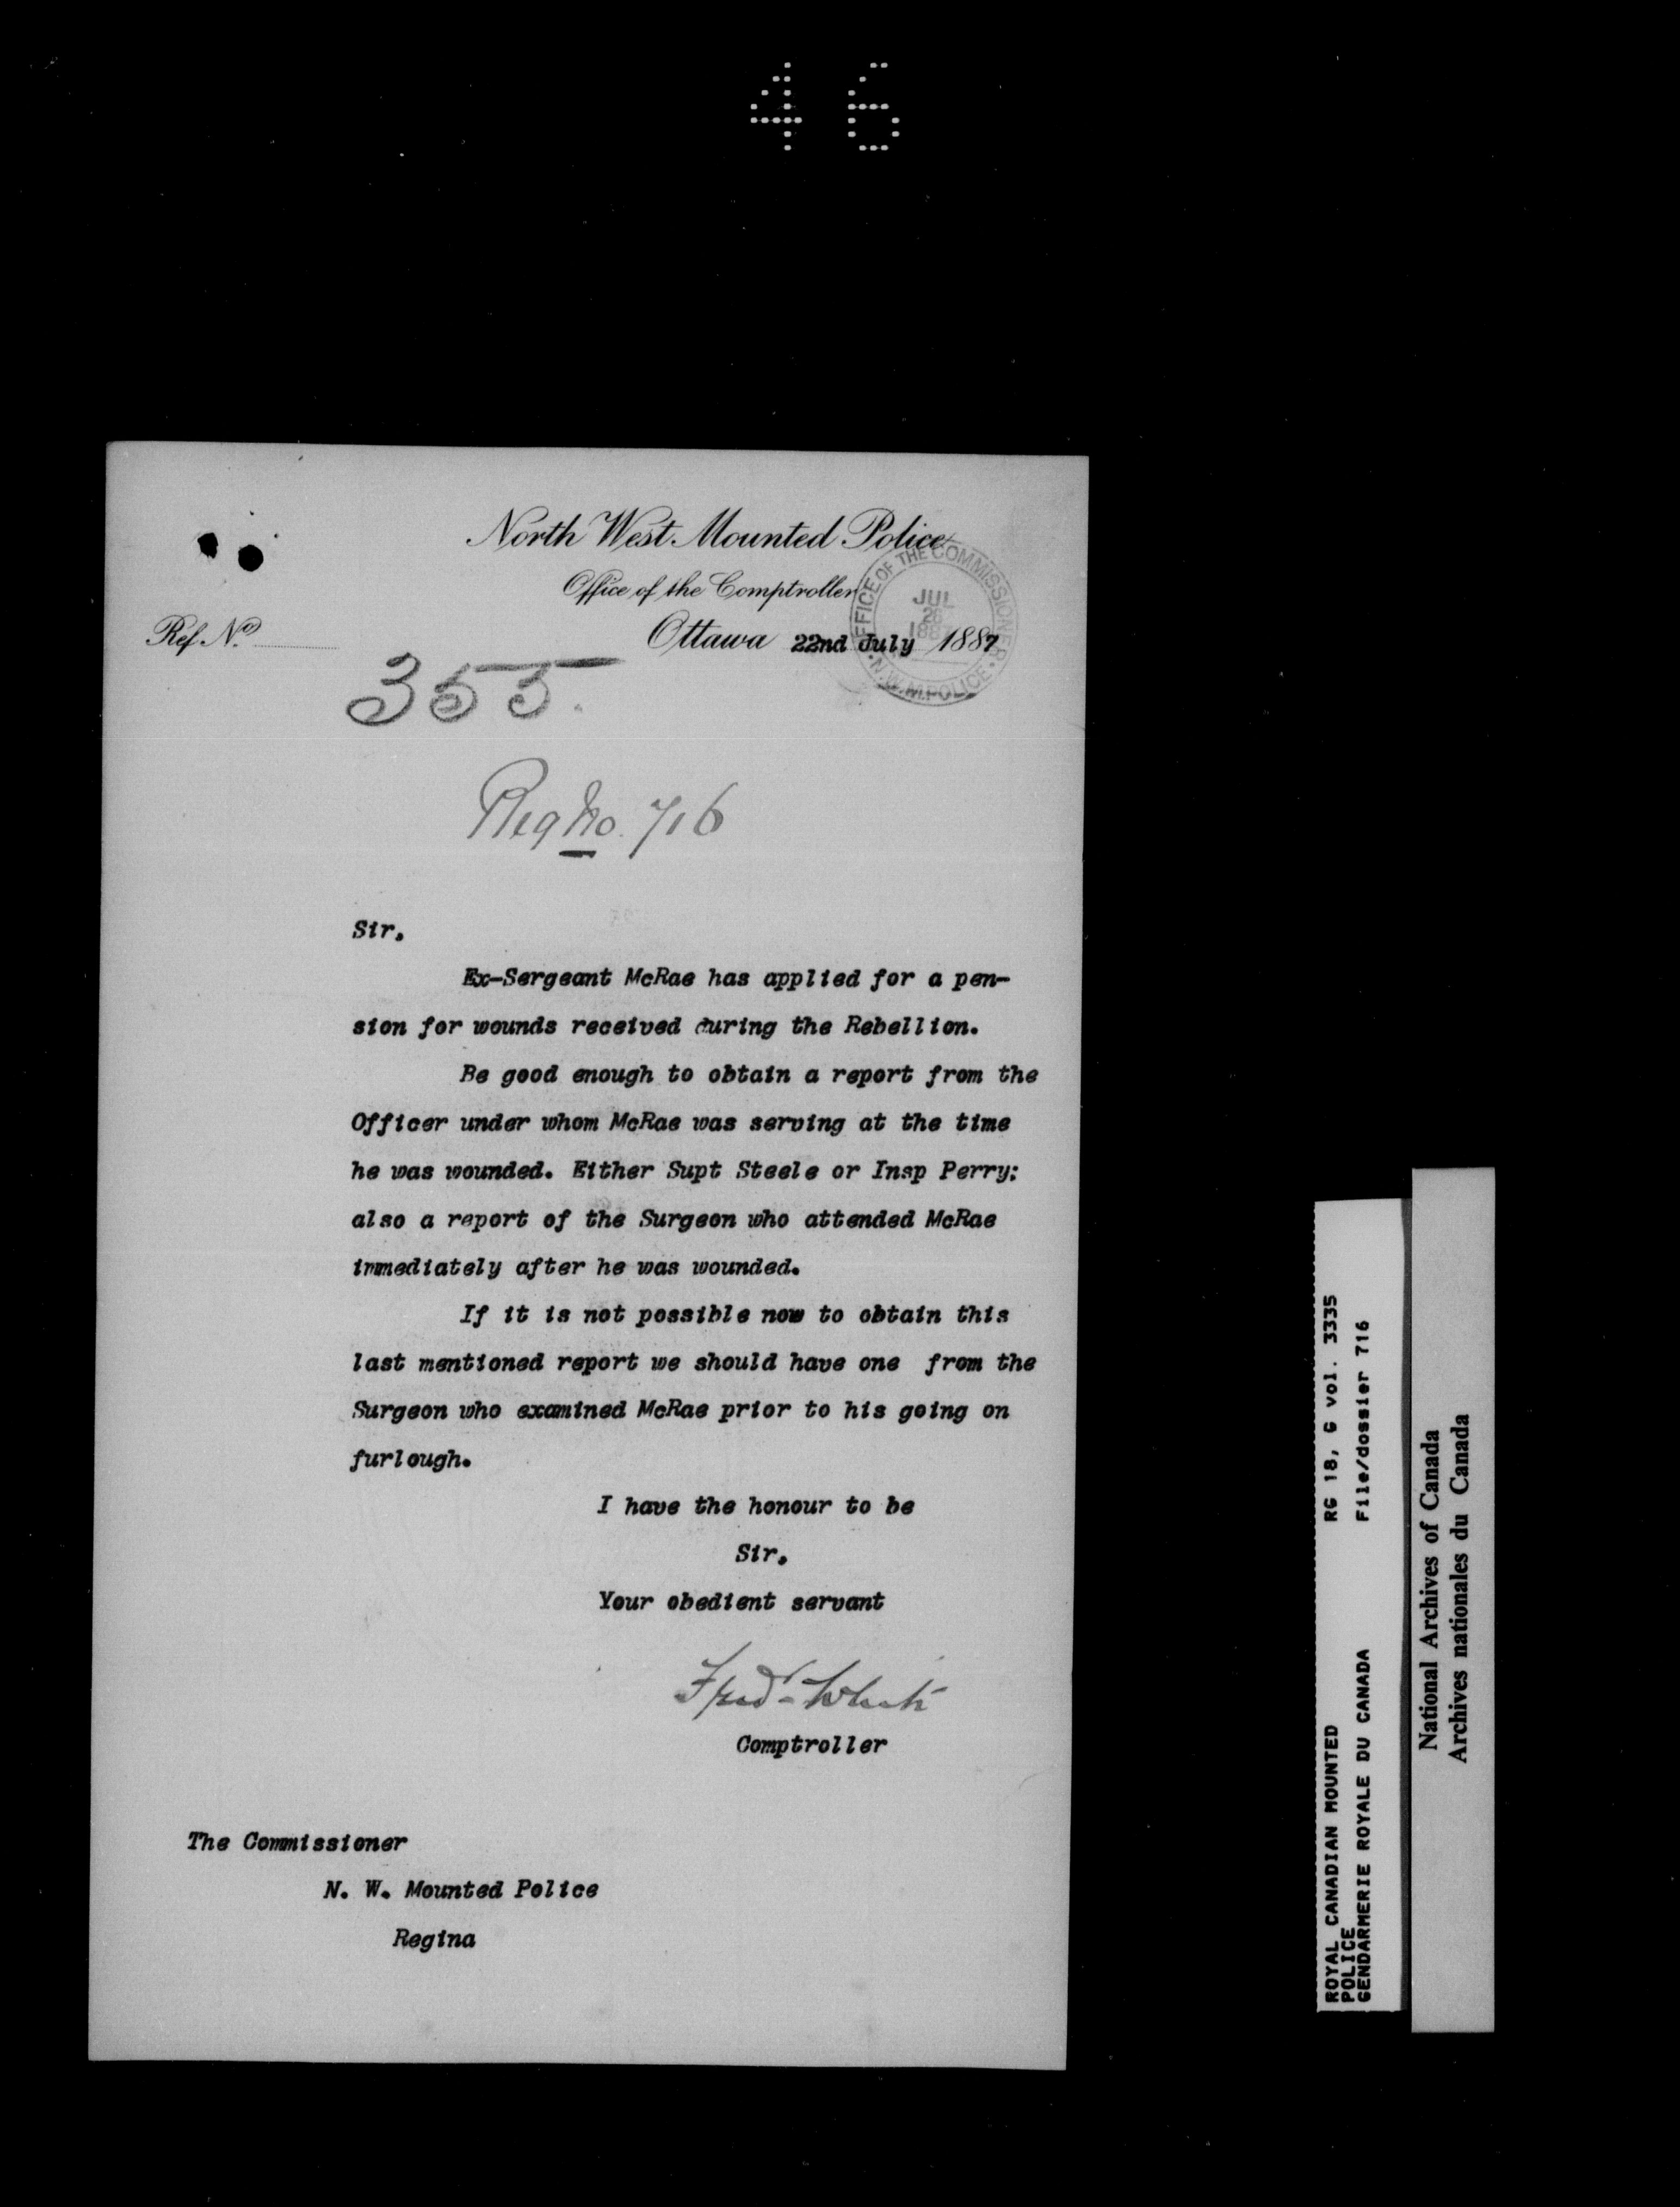 46
North West Mounted Police
Office of the Comptroller
Ref. No.
Ottawa 22nd July 1887
OFFICE OF THE COMMISSIONER
JUL
26
1887
N.W.M.POLICE
355.
Reg No. 716
Sir,
Ex-Sergeant McRae has applied for a pen-
sion for wounds received during the Rebellion.
Be good enough to obtain a report from the
Officer under whom McRae was serving at the time
he was wounded. Either Supt Steele or Insp Perry:
also a report of the Surgeon who attended McRae
immediately after he was wounded.
If it is not possible now to obtain this
last mentioned report we should have one from the
Surgeon who examined McRae prior to his going on
furlough.
I have the honour to be
Sir,
Your obedient servant
Fred White
Comptroller
The Commissioner
N. W. Mounted Police
Regina
ROYAL CANADIAN MOUNTED RG 18, G vol. 3335
POLICE
GENDARMERIE ROYALE DU CANADA File/dossier 716
National Archives of Canada
Archives nationales du Canada